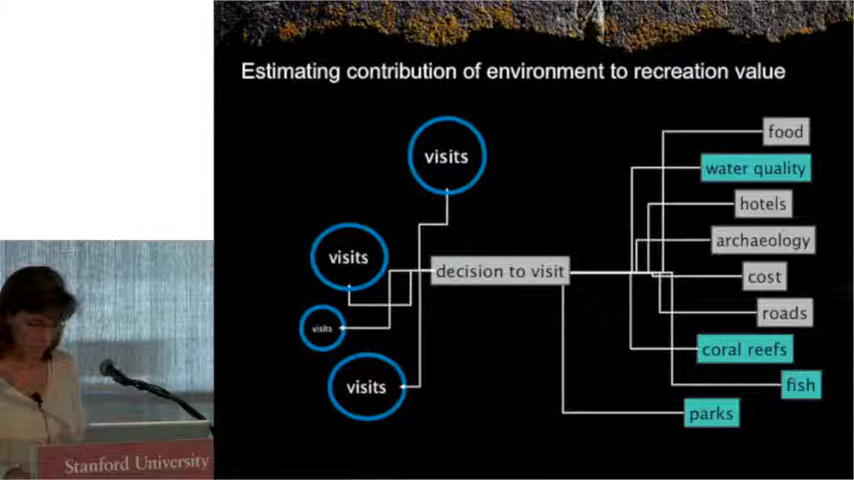 Estimating contribution of environment to recreation value
visits
visits
visits
visits
decision to visit
food
water quality
hotels
archaeology
cost
roads
coral reefs
fish
parks
Stanford University